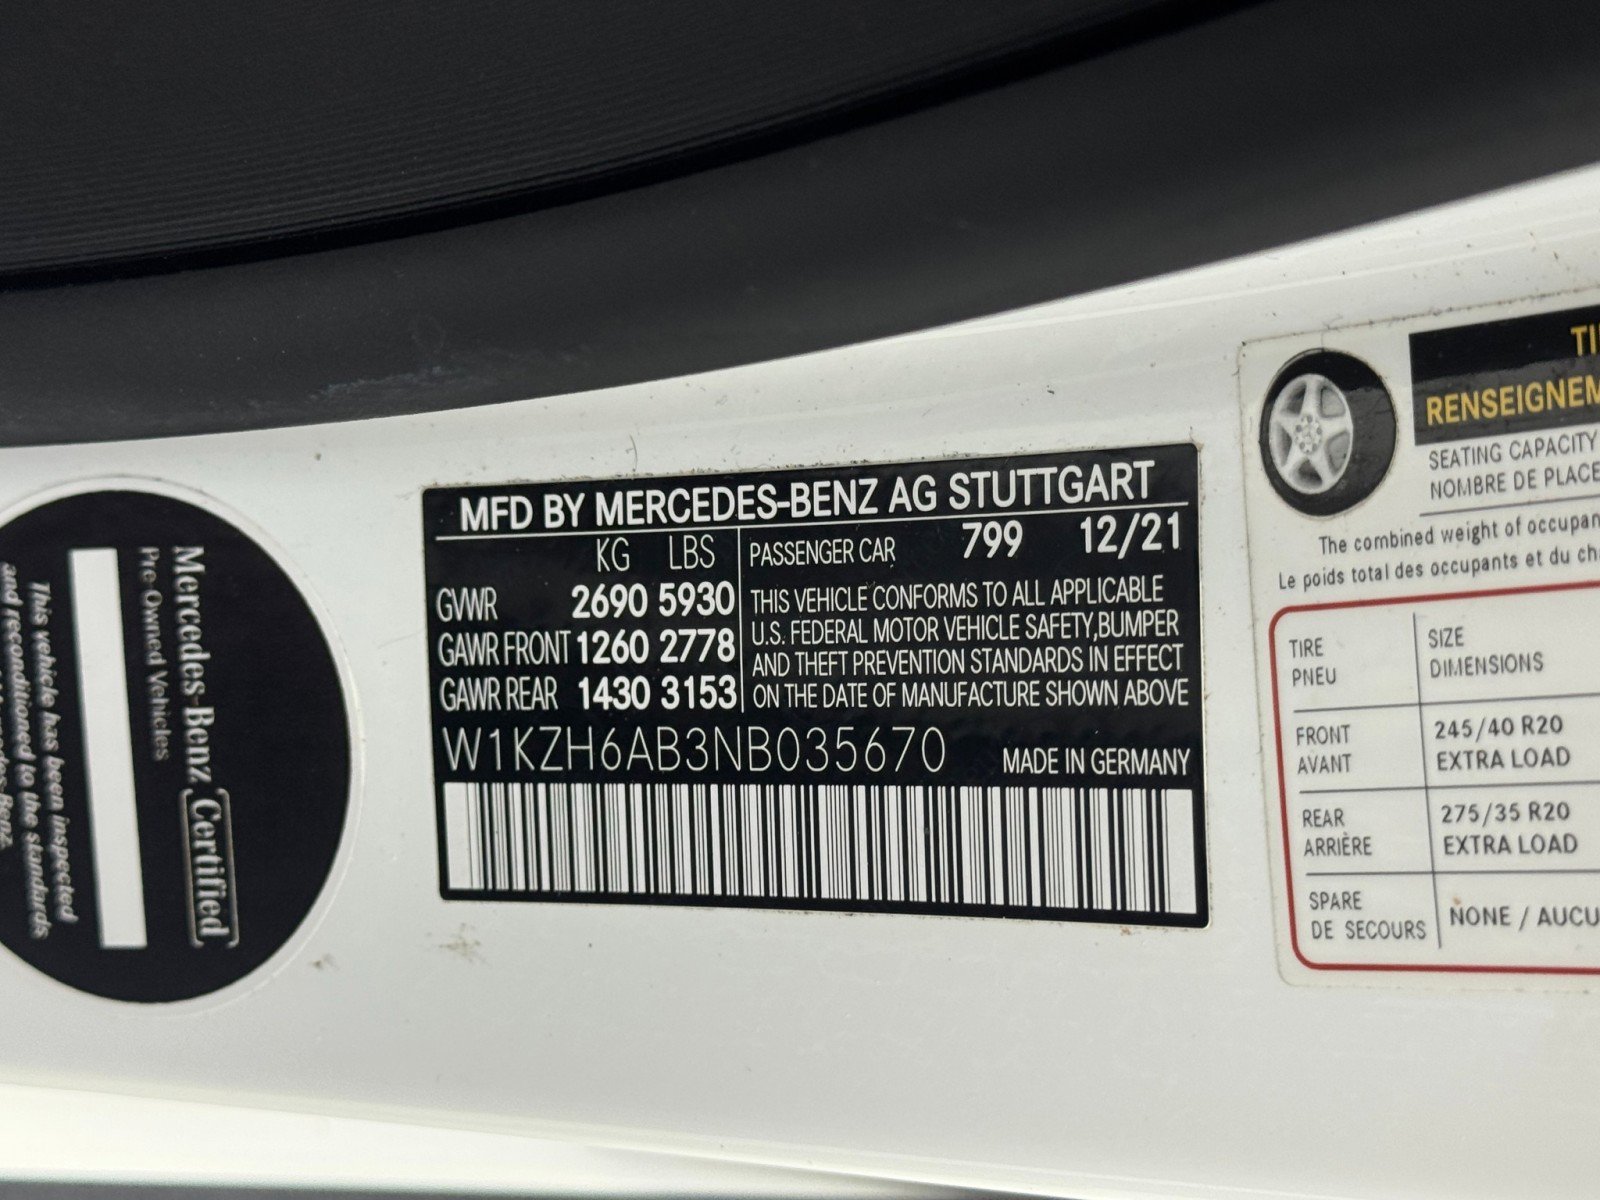 Mercedes-Benz Certified
Pre-Owned Vehicles
This vehicle has been inspected
and reconditioned to the standards
MFD BY MERCEDES-BENZ AG STUTTGART
KG LBS
GVWR 2690 5930
GAWR FRONT 1260 2778
GAWR REAR 1430 3153
PASSENGER CAR 799 12/21
THIS VEHICLE CONFORMS TO ALL APPLICABLE
U.S. FEDERAL MOTOR VEHICLE SAFETY, BUMPER
AND THEFT PREVENTION STANDARDS IN EFFECT
ON THE DATE OF MANUFACTURE SHOWN ABOVE
W1KZH6AB3NB035670 MADE IN GERMANY
TI
RENSEIGNEM
SEATING CAPACITY
NOMBRE DE PLACE
The combined weight of occupan
Le poids total des occupants et du ch
TIRE SIZE
PNEU DIMENSIONS
FRONT 245/40 R20
AVANT EXTRA LOAD
REAR 275/35 R20
ARRIÈRE EXTRA LOAD
SPARE
DE SECOURS NONE / AUCU